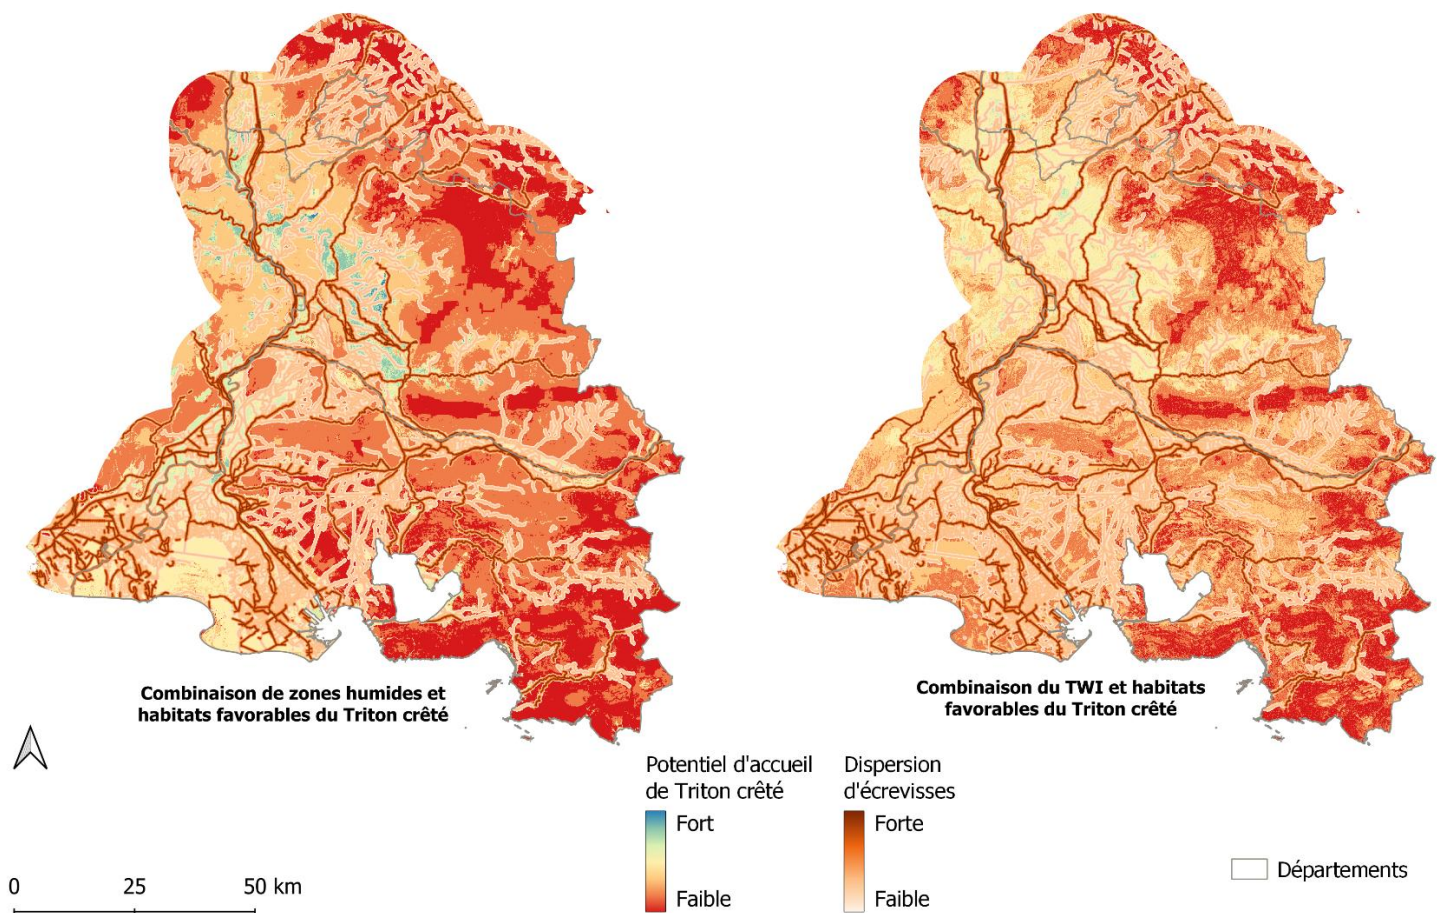 Combinaison de zones humides et
habitats favorables du Triton crêté
Combinaison du TWI et habitats
favorables du Triton crêté
Potentiel d'accueil
de Triton crêté
Fort
Faible
Dispersion
d'écrevisses
Forte
Faible
Départements
0 25 50 km